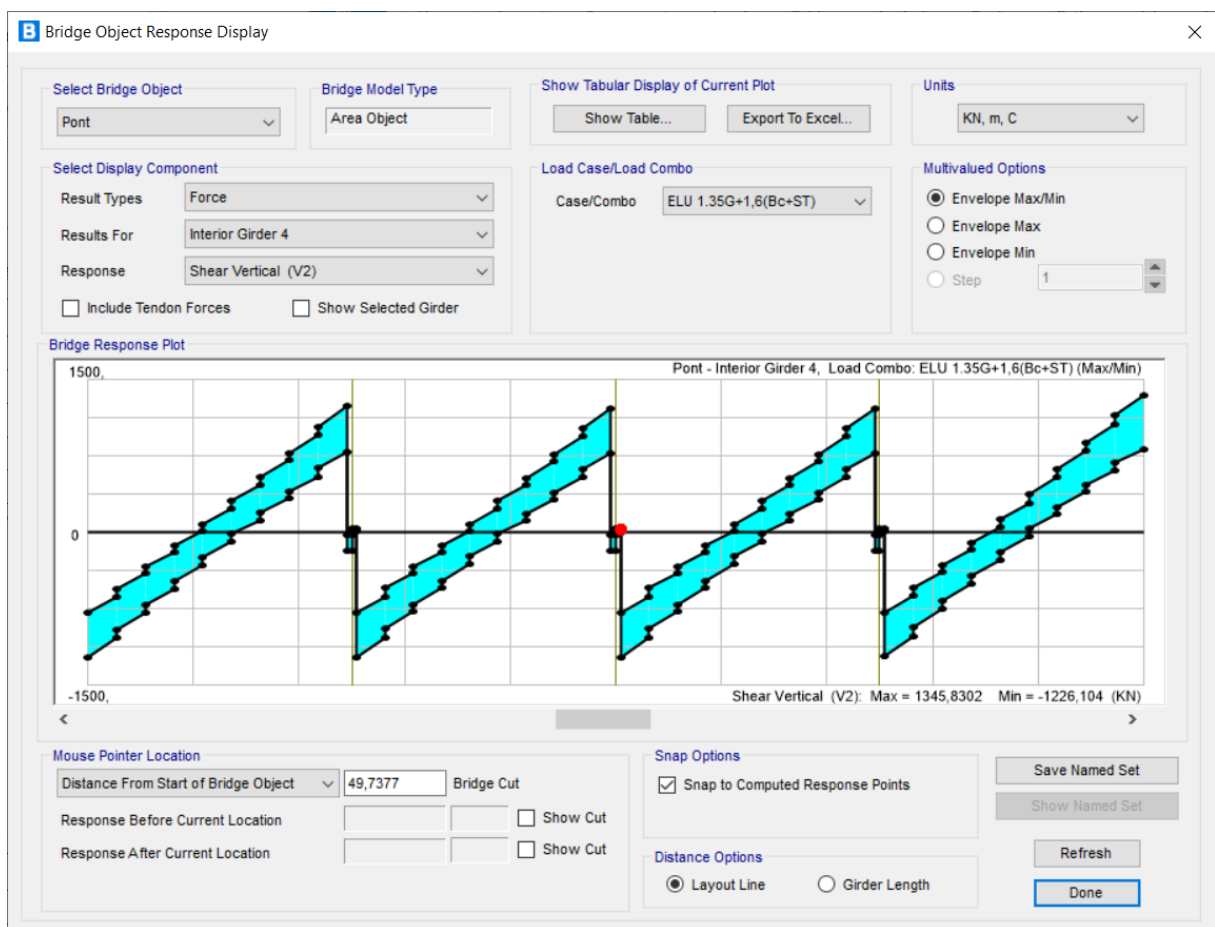 B Bridge Object Response Display
Select Bridge Object
Pont
Bridge Model Type
Area Object
Show Tabular Display of Current Plot
Show Table...
Export To Excel...
Units
KN, m, C
Select Display Component
Result Types
Force
Results For
Interior Girder 4
Response
Shear Vertical (V2)
Include Tendon Forces
Show Selected Girder
Load Case/Load Combo
Case/Combo
ELU 1.35G+1,6(Bc+ST)
Multivalued Options
Envelope Max/Min
Envelope Max
Envelope Min
Step
1
Bridge Response Plot
1500,
Pont - Interior Girder 4, Load Combo: ELU 1.35G+1,6(Bc+ST) (Max/Min)
0
-1500,
Shear Vertical (V2): Max = 1345,8302 Min = -1226,104 (KN)
Mouse Pointer Location
Distance From Start of Bridge Object
49,7377
Bridge Cut
Response Before Current Location
Show Cut
Response After Current Location
Show Cut
Snap Options
Snap to Computed Response Points
Distance Options
Layout Line
Girder Length
Save Named Set
Show Named Set
Refresh
Done